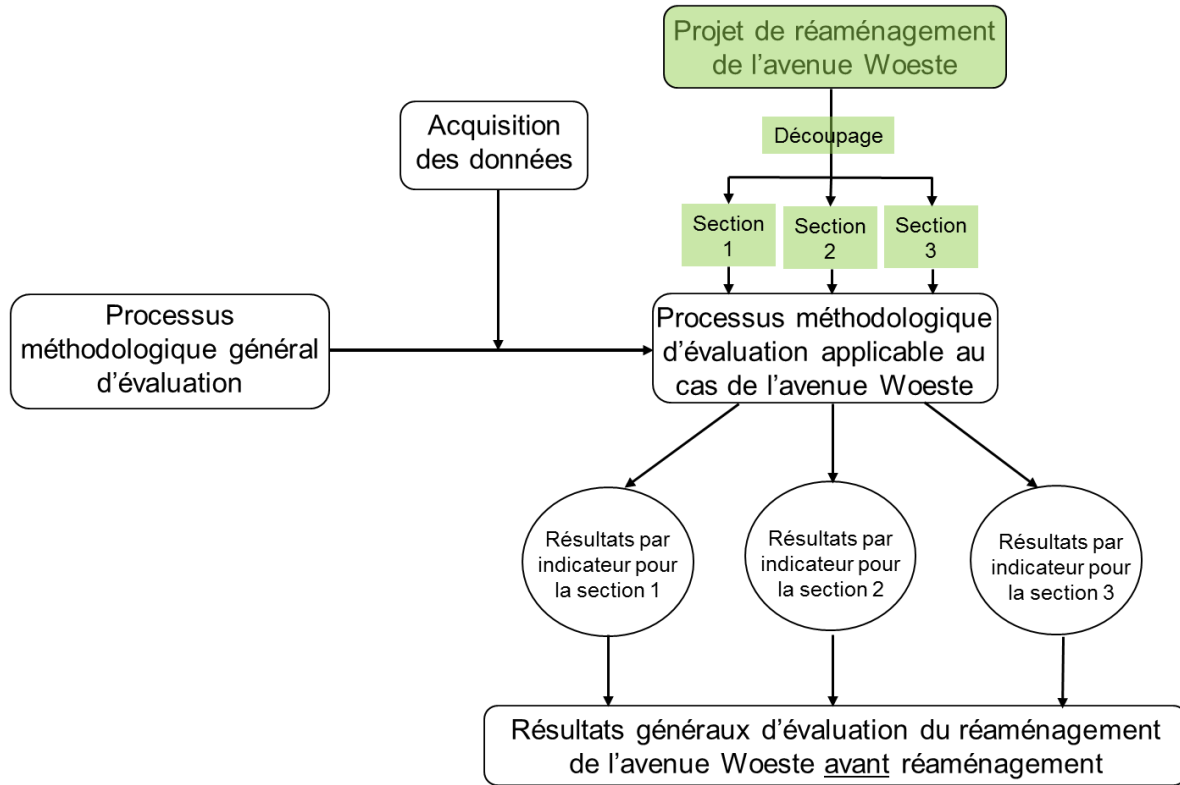 Projet de réaménagement
de l'avenue Woeste
Découpage
Acquisition
des données
Section
1
Section
2
Section
3
Processus
méthodologique général
d'évaluation
Processus méthodologique
d'évaluation applicable au
cas de l'avenue Woeste
Résultats par
indicateur pour
la section 1
Résultats par
indicateur pour
la section 2
Résultats par
indicateur pour
la section 3
Résultats généraux d'évaluation du réaménagement
de l'avenue Woeste avant réaménagement